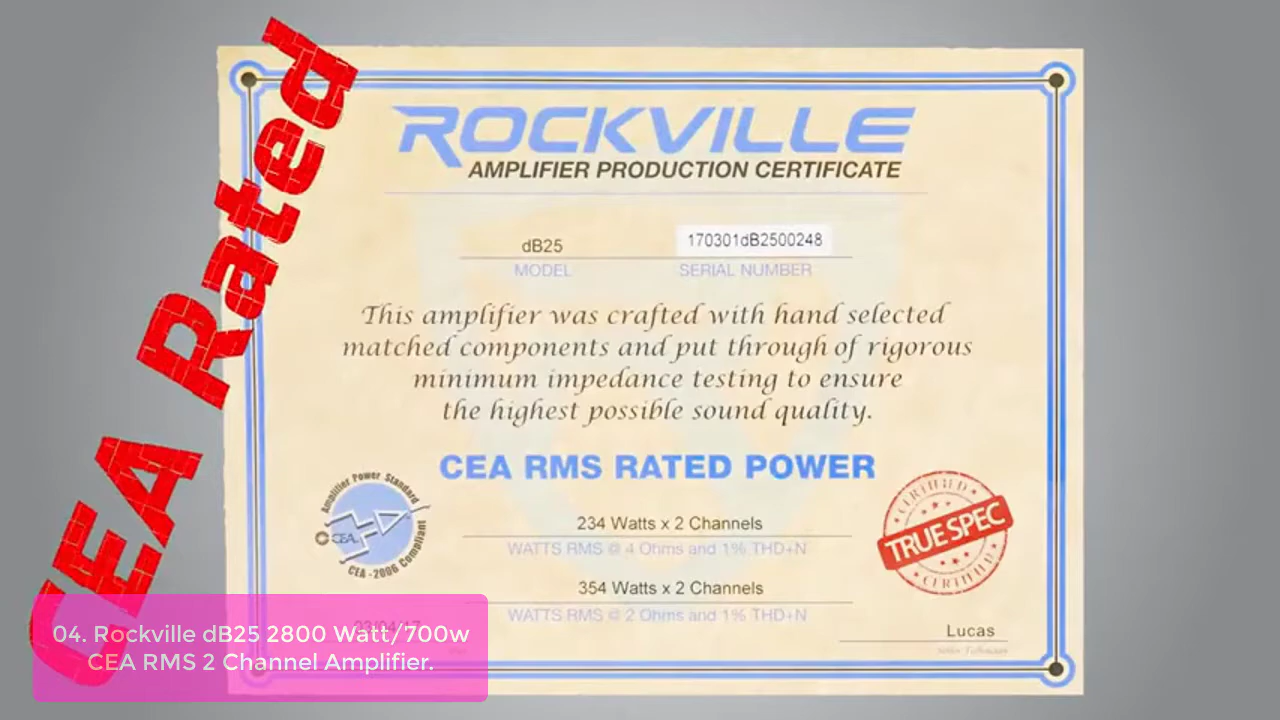 CEA Rated
ROCKVILLE
AMPLIFIER PRODUCTION CERTIFICATE
dB25
170301dB2500248
MODEL
SERIAL NUMBER
This amplifier was crafted with hand selected
matched components and put through of rigorous
minimum impedance testing to ensure
the highest possible sound quality.
CEA RMS RATED POWER
Amplifier Power Standard
CEA
CEA - 2006 Compliant
234 Watts x 2 Channels
WATTS RMS @ 4 Ohms and 1% THD+N
354 Watts x 2 Channels
WATTS RMS @ 2 Ohms and 1% THD+N
CERTIFIED
TRUE SPEC
CERTIFIED
Lucas
04. Rockville dB25 2800 Watt/700w
CEA RMS 2 Channel Amplifier.